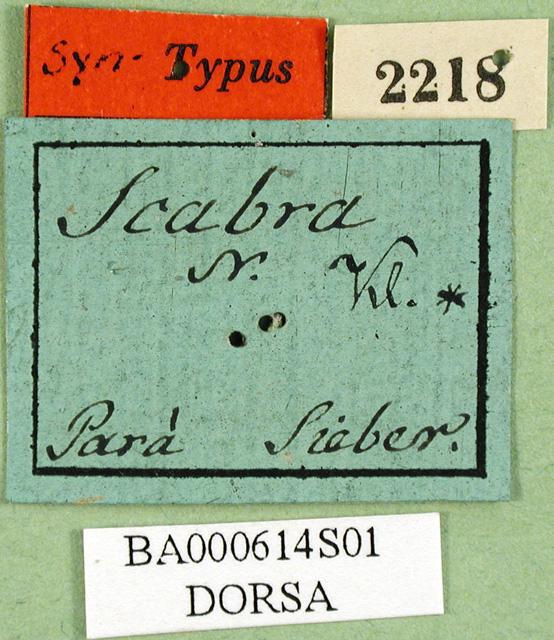 Syn- Typus
2218
Scabra
N. Kl. *
Pará Sieber.
BA000614S01
DORSA